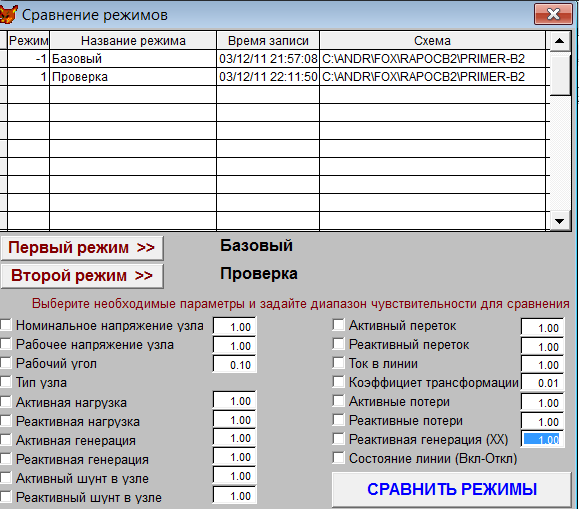 Сравнение режимов
Режим Название режима Время записи Схема
-1 Базовый 03/12/11 21:57:08 C:\ANDR\FOX\RAPOCB2\PRIMER-B2
1 Проверка 03/12/11 22:11:50 C:\ANDR\FOX\RAPOCB2\PRIMER-B2
Первый режим >> Базовый
Второй режим >> Проверка
Выберите необходимые параметры и задайте диапазон чувствительности для сравнения
Номинальное напряжение узла 1.00
Рабочее напряжение узла 1.00
Рабочий угол 0.10
Тип узла
Активная нагрузка 1.00
Реактивная нагрузка 1.00
Активная генерация 1.00
Реактивная генерация 1.00
Активный шунт в узле 1.00
Реактивный шунт в узле 1.00
Активный переток 1.00
Реактивный переток 1.00
Ток в линии 1.00
Коэффициет трансформации 0.01
Активные потери 1.00
Реактивные потери 1.00
Реактивная генерация (XX) 1.00
Состояние линии (Вкл-Откл)
СРАВНИТЬ РЕЖИМЫ